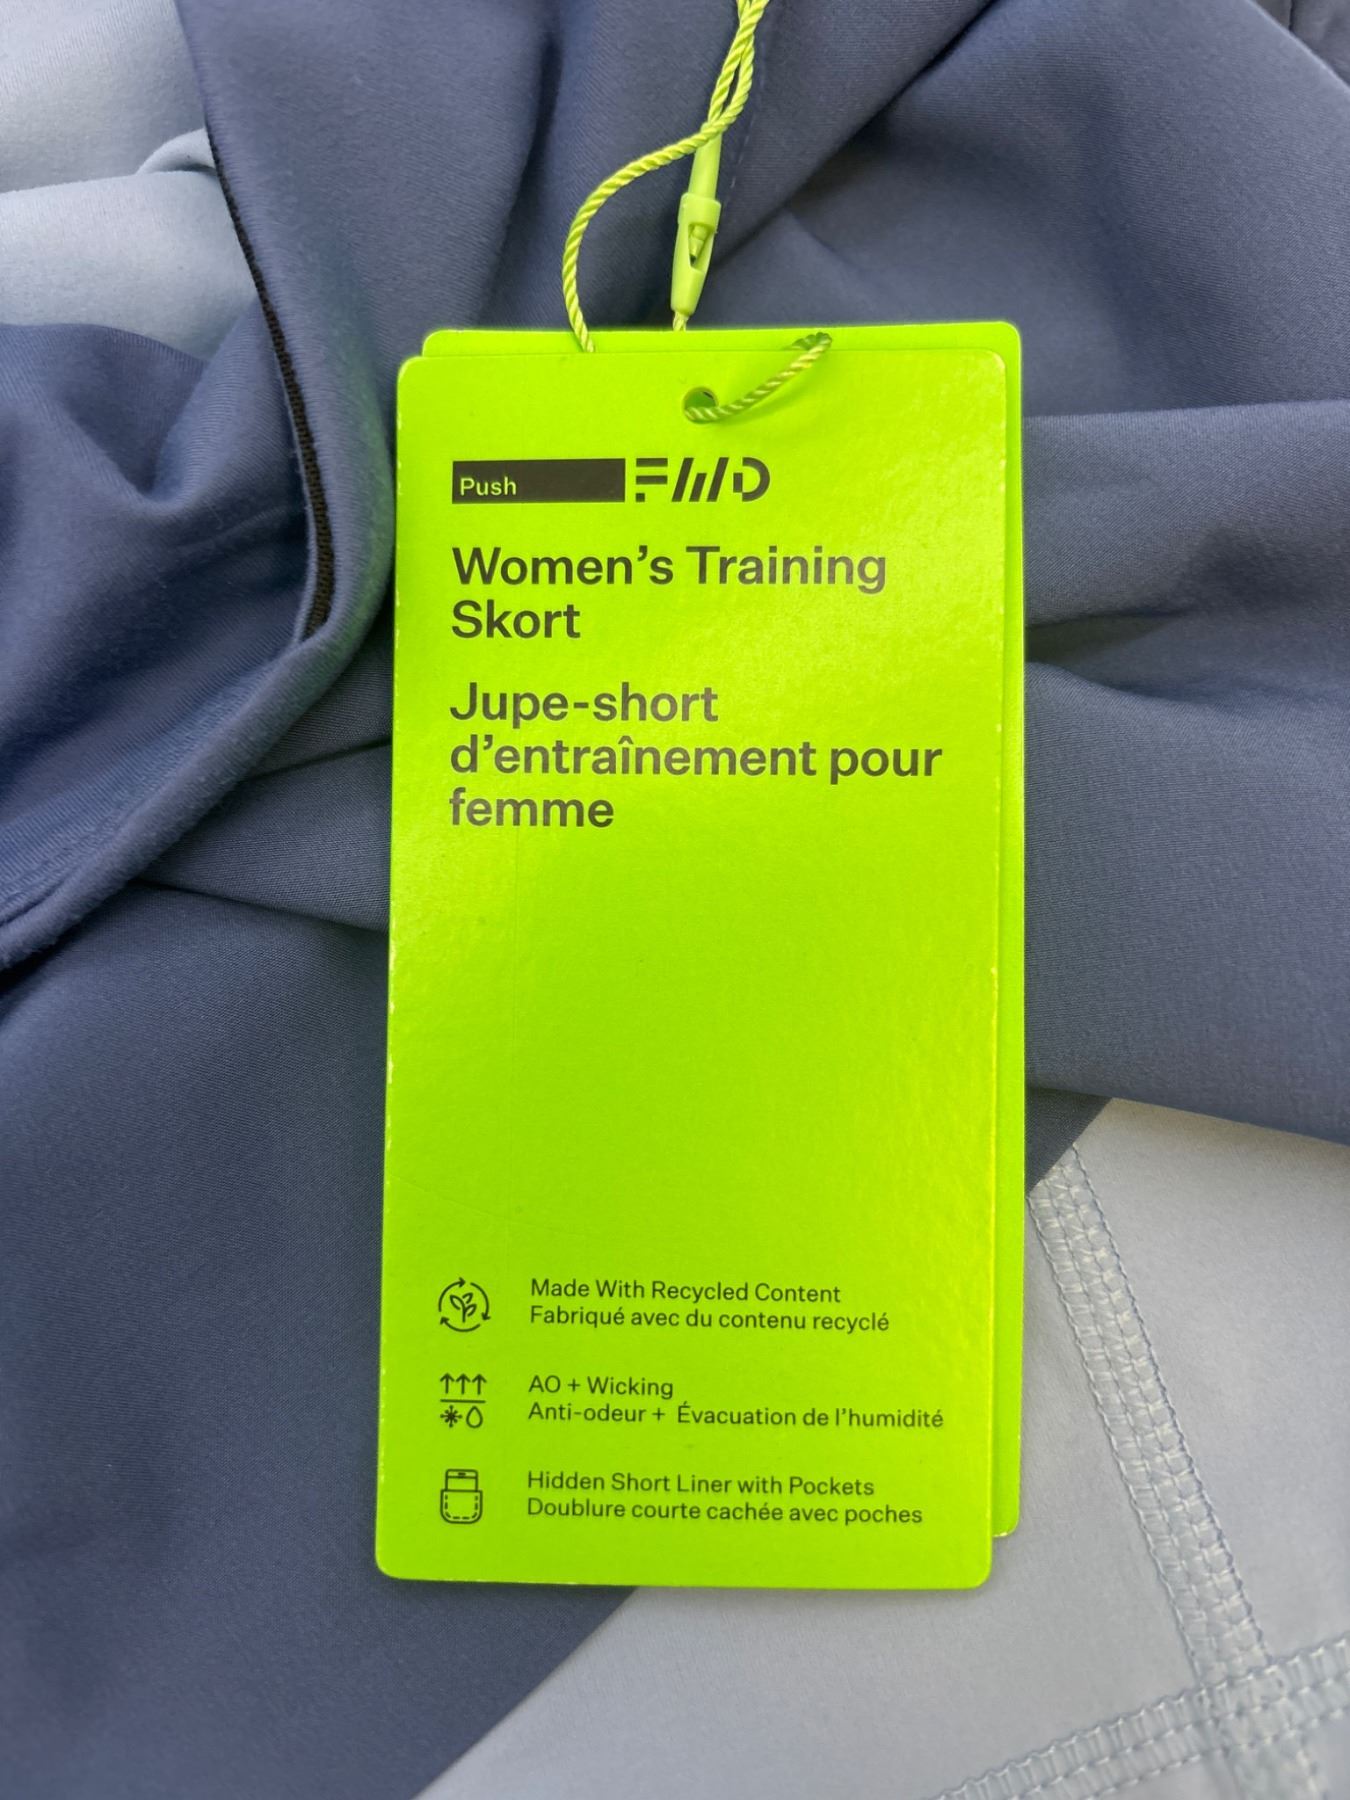 Push FWD
Women's Training
Skort
Jupe-short
d'entraînement pour
femme
Made With Recycled Content
Fabriqué avec du contenu recyclé
AO + Wicking
Anti-odeur + Évacuation de l'humidité
Hidden Short Liner with Pockets
Doublure courte cachée avec poches